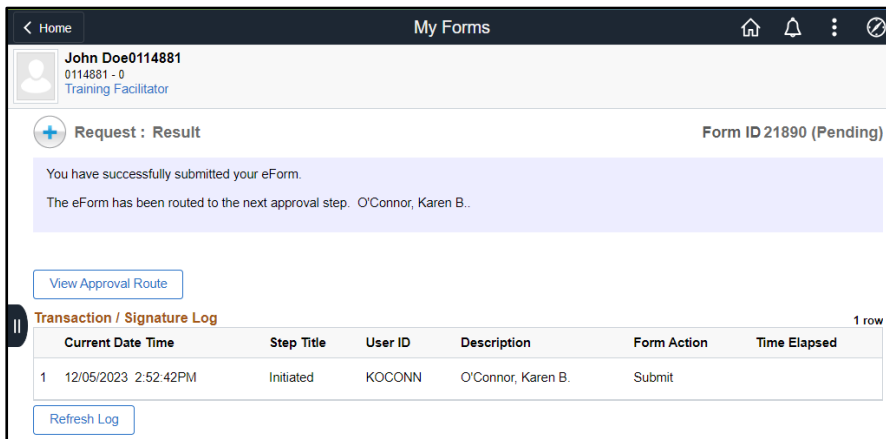 Home My Forms
John Doe0114881
0114881 - 0
Training Facilitator
Request : Result Form ID 21890 (Pending)
You have successfully submitted your eForm.
The eForm has been routed to the next approval step. O'Connor, Karen B..
View Approval Route
Transaction / Signature Log 1 row
Current Date Time Step Title User ID Description Form Action Time Elapsed
1 12/05/2023 2:52:42PM Initiated KOCONN O'Connor, Karen B. Submit
Refresh Log